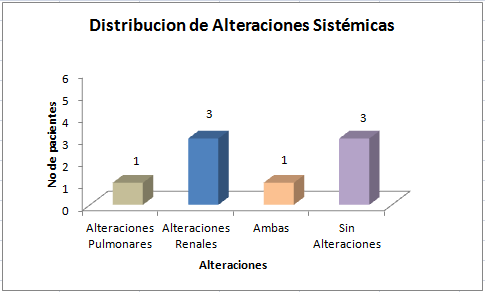 Distribucion de Alteraciones Sistémicas
No de pacientes
6
5
4
3
2
1
0
1
3
1
3
Alteraciones
Pulmonares
Alteraciones
Renales
Ambas
Sin
Alteraciones
Alteraciones